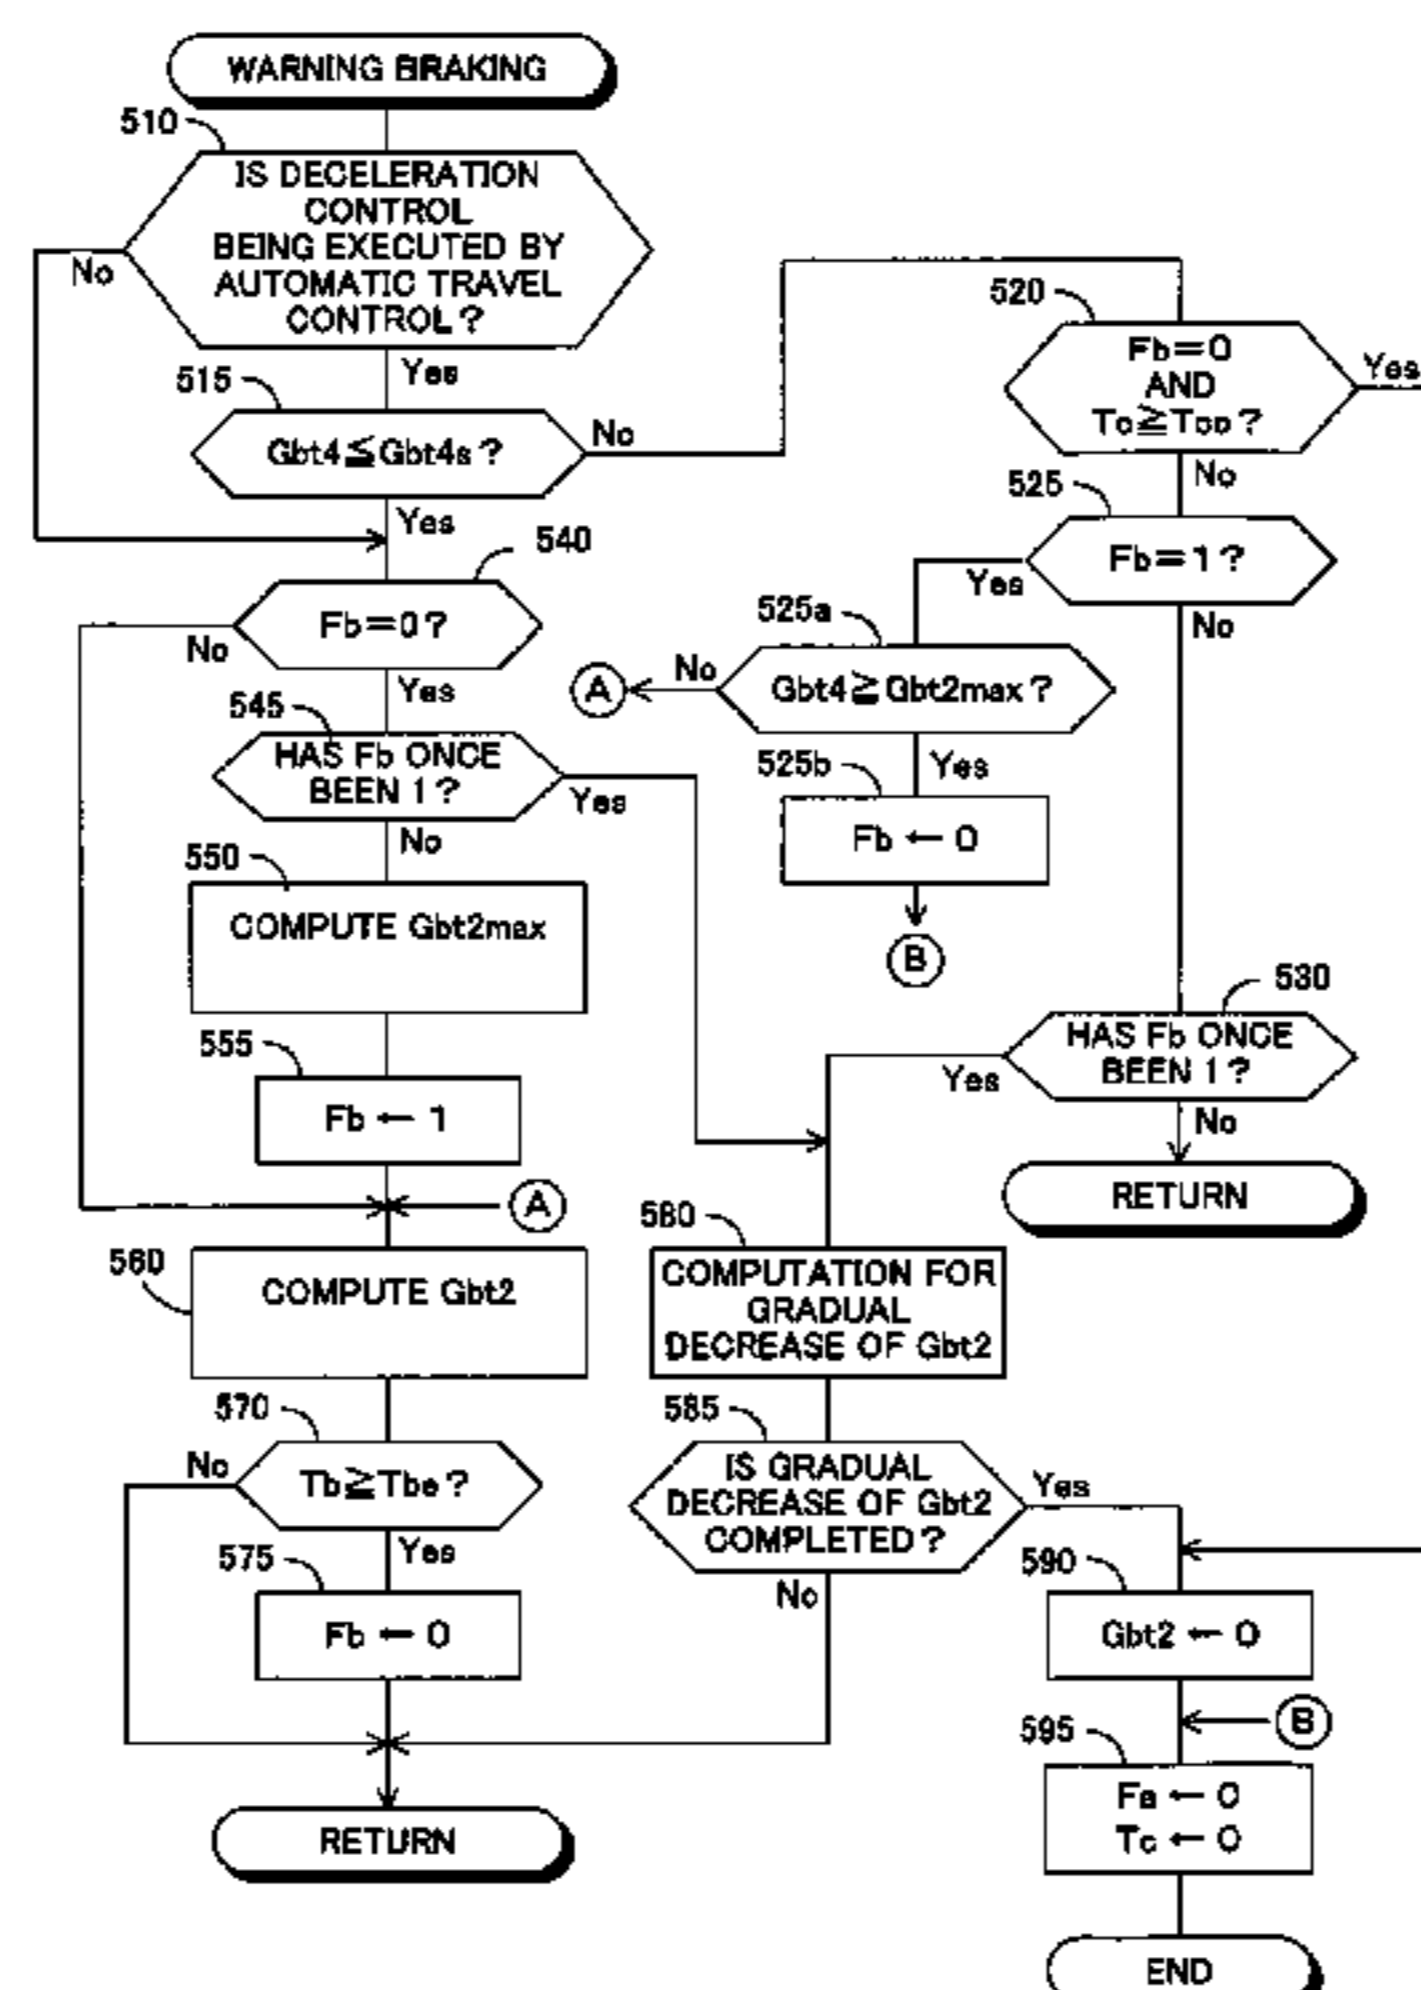 WARNING BRAKING
510
IS DECELERATION
CONTROL
BEING EXECUTED BY
AUTOMATIC TRAVEL
CONTROL?
No
Yes
515
Gbt4≦Gbt4s?
No
Yes
520
Fb=0
AND
Tc≧Tco?
Yes
No
525
Fb=1?
Yes
No
525a
Gbt4≧Gbt2max?
No
A
Yes
525b
Fb ← 0
B
530
HAS Fb ONCE
BEEN 1?
Yes
No
RETURN
540
Fb=0?
No
Yes
545
HAS Fb ONCE
BEEN 1?
Yes
No
550
COMPUTE Gbt2max
555
Fb ← 1
A
560
COMPUTE Gbt2
570
Tb≧Tbe?
No
Yes
575
Fb ← 0
RETURN
580
COMPUTATION FOR
GRADUAL
DECREASE OF Gbt2
585
IS GRADUAL
DECREASE OF Gbt2
COMPLETED?
Yes
No
590
Gbt2 ← 0
B
595
Fa ← 0
Tc ← 0
END